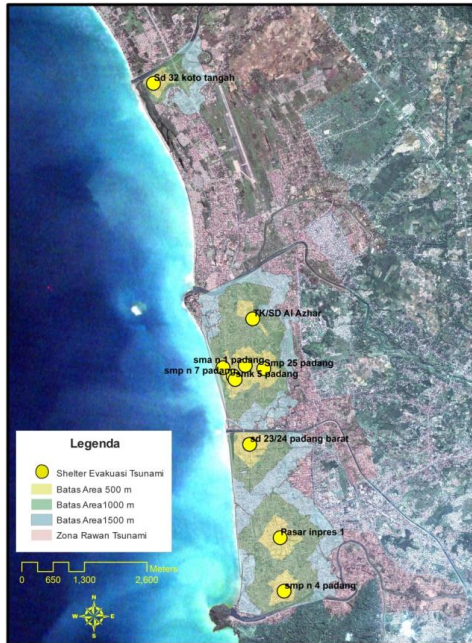 Sd 32 koto tangah
TK/SD Al Azhar
sma n 1 padang
Smp 25 padang
smp n 7 padang
smk 5 padang
sd 23/24 padang barat
Pasar inpres 1
smp n 4 padang
Legenda
Shelter Evakuasi Tsunami
Batas Area 500 m
Batas Area1000 m
Batas Area1500 m
Zona Rawan Tsunami
Meters
0 650 1,300 2,600
N
W E
S